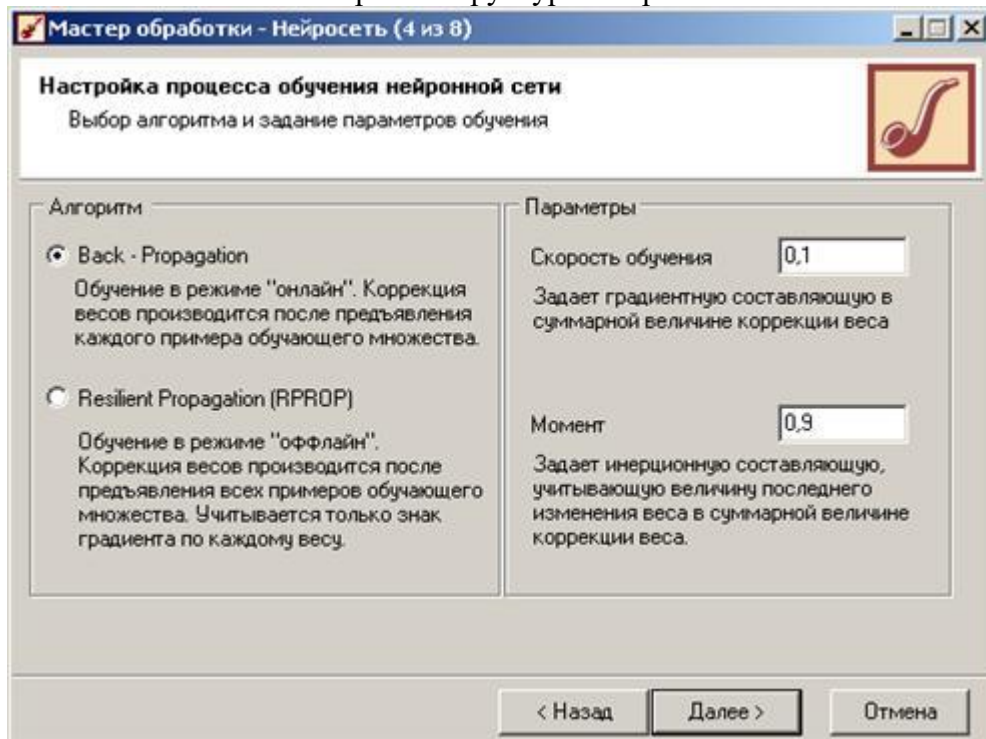 Мастер обработки - Нейросеть (4 из 8)
Настройка процесса обучения нейронной сети
Выбор алгоритма и задание параметров обучения
Алгоритм
Back - Propagation
Обучение в режиме "онлайн". Коррекция
весов производится после предъявления
каждого примера обучающего множества.
Resilient Propagation (RPROP)
Обучение в режиме "оффлайн".
Коррекция весов производится после
предъявления всех примеров обучающего
множества. Учитывается только знак
градиента по каждому весу.
Параметры
Скорость обучения 0,1
Задает градиентную составляющую в
суммарной величине коррекции веса
Момент 0,9
Задает инерционную составляющую,
учитывающую величину последнего
изменения веса в суммарной величине
коррекции веса.
< Назад Далее > Отмена